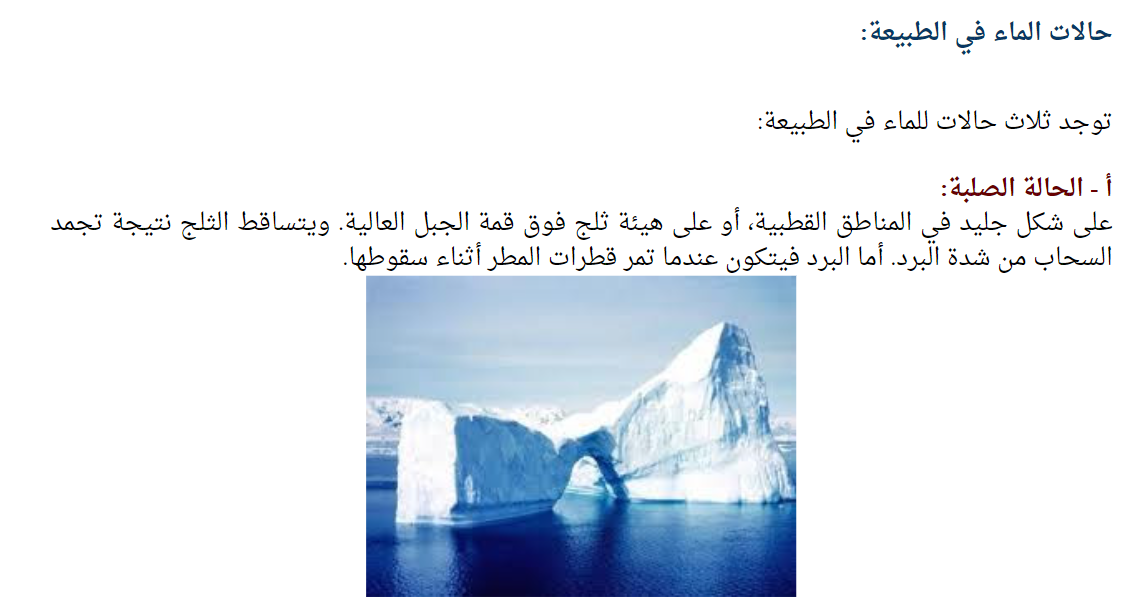 حالات الماء في الطبيعة:
توجد ثلاث حالات للماء في الطبيعة:
أ - الحالة الصلبة:
على شكل جليد في المناطق القطبية، أو على هيئة ثلج فوق قمة الجبل العالية. ويتساقط الثلج نتيجة تجمد
السحاب من شدة البرد. أما البرد فيتكون عندما تمر قطرات المطر أثناء سقوطها.